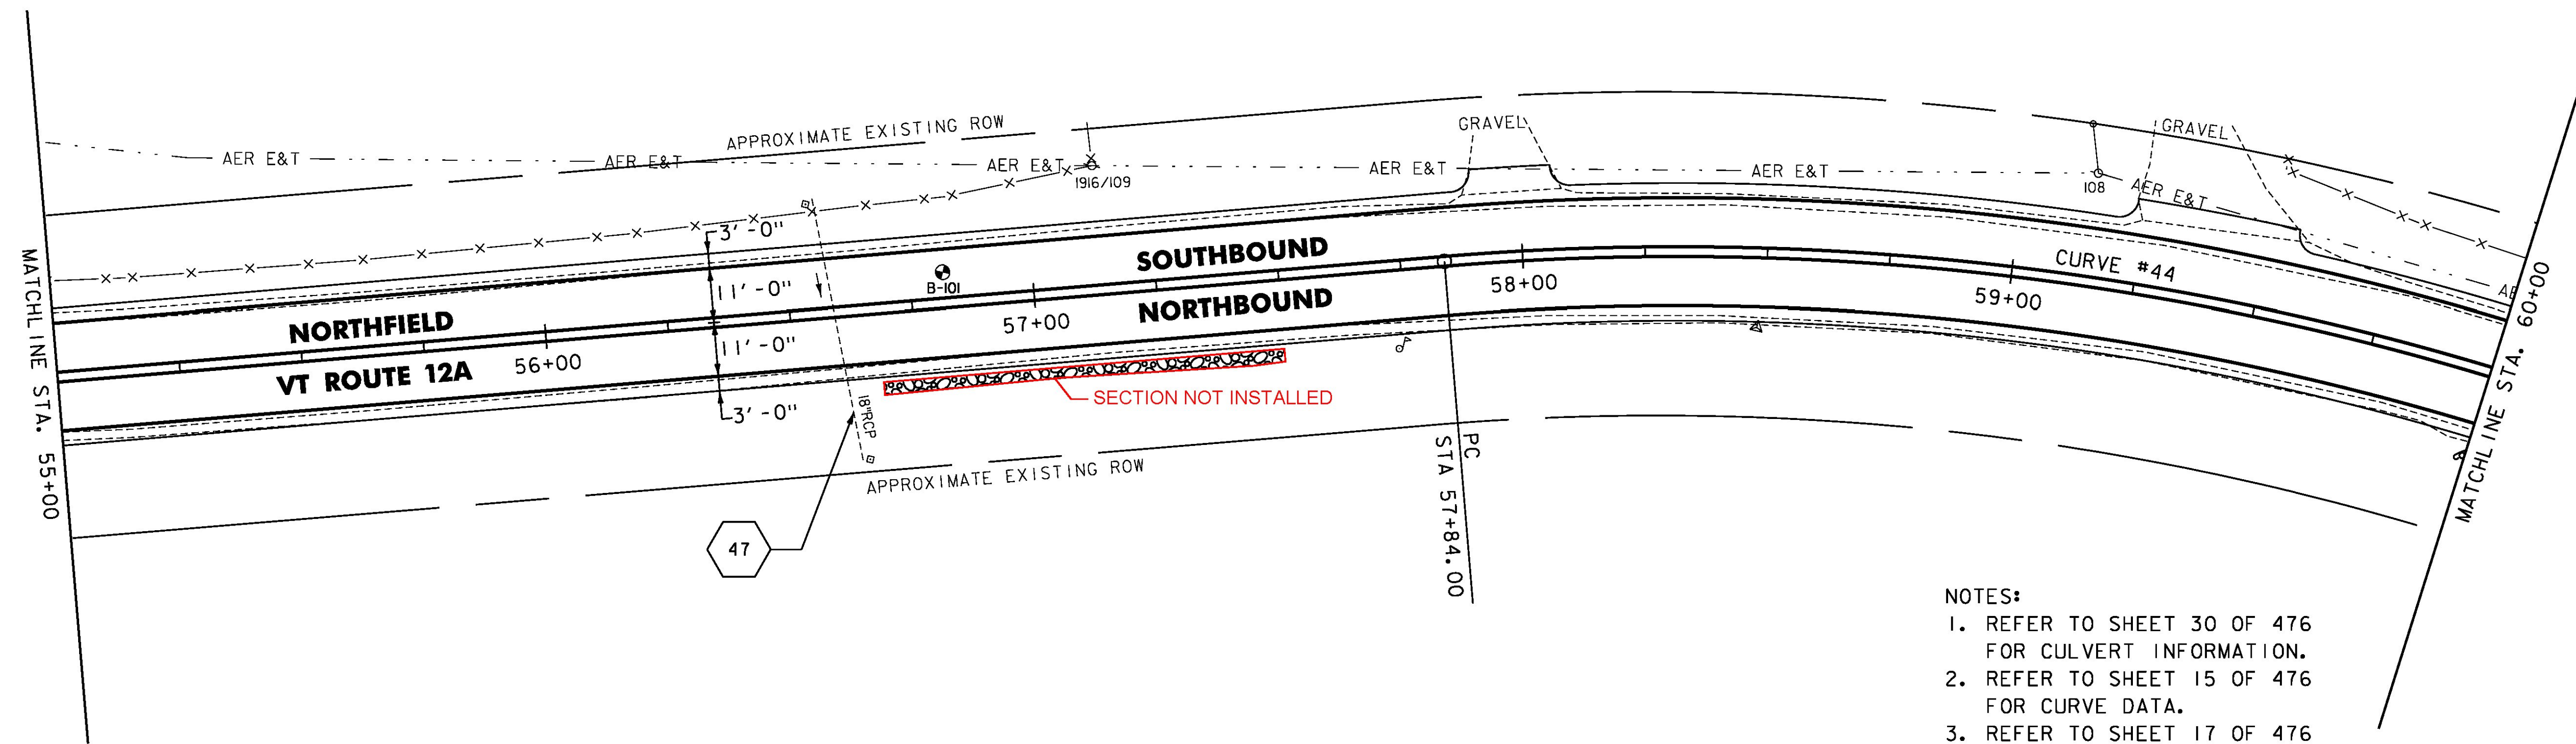 APPROXIMATE EXISTING ROW
GRAVEL
GRAVEL
AER E&T
AER E&T
AER E&T
AER E&T
AER E&T
AER E&T
1916/109
108
3'-0"
11'-0"
11'-0"
3'-0"
B-101
SOUTHBOUND
NORTHBOUND
NORTHFIELD
VT ROUTE 12A
56+00
57+00
58+00
59+00
CURVE #44
AE
SECTION NOT INSTALLED
18"RCP
APPROXIMATE EXISTING ROW
47
PC
STA 57+84.00
MATCHLINE STA. 55+00
MATCHLINE STA. 60+00
NOTES:
1. REFER TO SHEET 30 OF 476
FOR CULVERT INFORMATION.
2. REFER TO SHEET 15 OF 476
FOR CURVE DATA.
3. REFER TO SHEET 17 OF 476